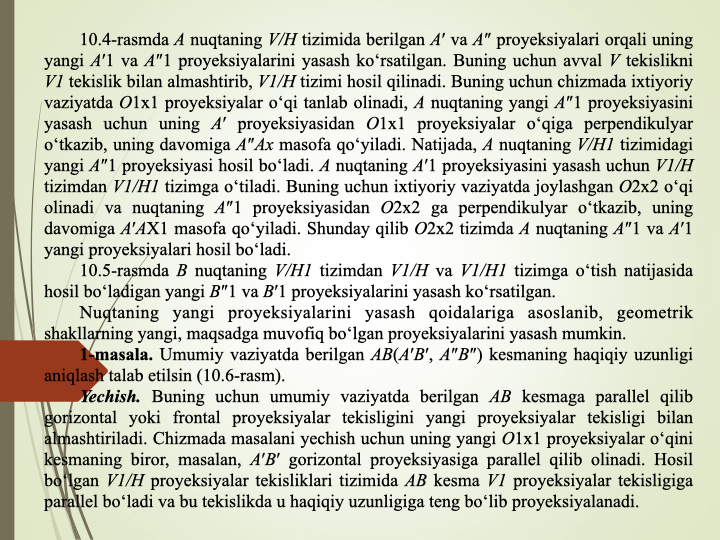 10.4-rasmda A nuqtaning V/H tizimida berilgan A′ va A″ proyeksiyalari orqali uning
yangi A′1 va A″1 proyeksiyalarini yasash ko‘rsatilgan. Buning uchun avval V tekislikni
V1 tekislik bilan almashtirib, V1/H tizimi hosil qilinadi. Buning uchun chizmada ixtiyoriy
vaziyatda O1x1 proyeksiyalar o‘qi tanlab olinadi, A nuqtaning yangi A″1 proyeksiyasini
yasash uchun uning A′ proyeksiyasidan O1x1 proyeksiyalar o‘qiga perpendikulyar
o‘tkazib, uning davomiga A″Ax masofa qo‘yiladi. Natijada, A nuqtaning V/H1 tizimidagi
yangi A″1 proyeksiyasi hosil bo‘ladi. A nuqtaning A′1 proyeksiyasini yasash uchun V1/H
tizimdan V1/H1 tizimga o‘tiladi. Buning uchun ixtiyoriy vaziyatda joylashgan O2x2 o‘qi
olinadi va nuqtaning A″1 proyeksiyasidan O2x2 ga perpendikulyar o‘tkazib, uning
davomiga A′AX1 masofa qo‘yiladi. Shunday qilib O2x2 tizimda A nuqtaning A″1 va A′1
yangi proyeksiyalari hosil bo‘ladi.
10.5-rasmda B nuqtaning V/H1 tizimdan V1/H va V1/H1 tizimga o‘tish natijasida
hosil bo‘ladigan yangi B″1 va B′1 proyeksiyalarini yasash ko‘rsatilgan.
Nuqtaning yangi proyeksiyalarini yasash qoidalariga asoslanib, geometrik
shakllarning yangi, maqsadga muvofiq bo‘lgan proyeksiyalarini yasash mumkin.
1-masala. Umumiy vaziyatda berilgan AB(A′B′, A″B″) kesmaning haqiqiy uzunligi
aniqlash talab etilsin (10.6-rasm).
Yechish. Buning uchun umumiy vaziyatda berilgan AB kesmaga parallel qilib
gorizontal yoki frontal proyeksiyalar tekisligini yangi proyeksiyalar tekisligi bilan
almashtiriladi. Chizmada masalani yechish uchun uning yangi O1x1 proyeksiyalar o‘qini
kesmaning biror, masalan, A′B′ gorizontal proyeksiyasiga parallel qilib olinadi. Hosil
bo‘lgan V1/H proyeksiyalar tekisliklari tizimida AB kesma V1 proyeksiyalar tekisligiga
parallel bo‘ladi va bu tekislikda u haqiqiy uzunligiga teng bo‘lib proyeksiyalanadi.